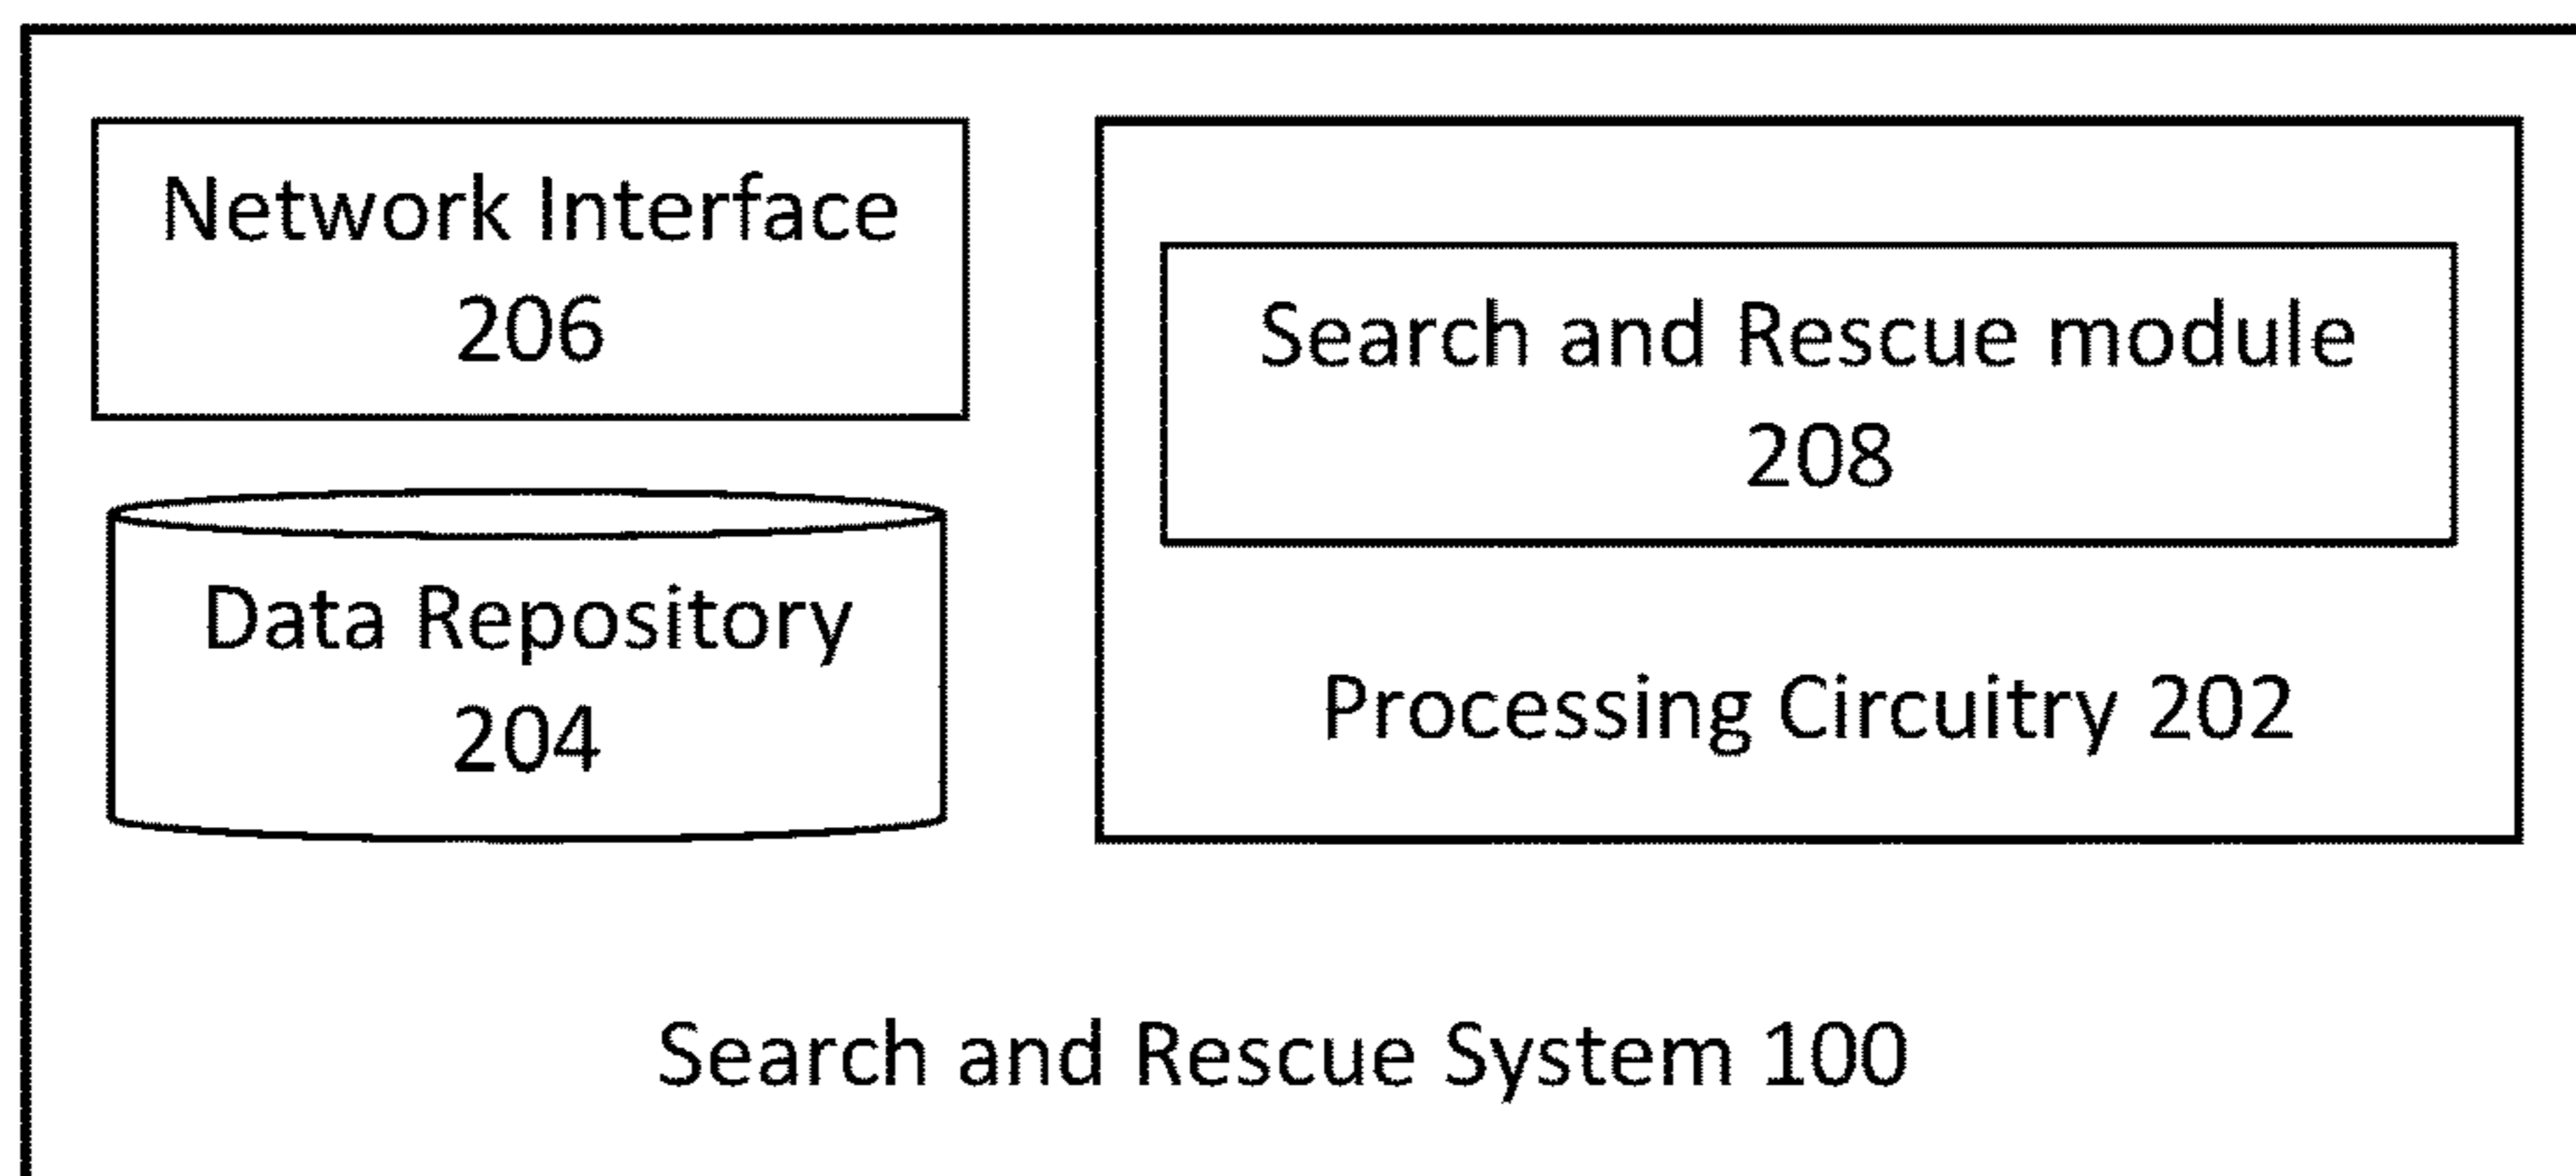 Network Interface
206
Data Repository
204
Search and Rescue module
208
Processing Circuitry 202
Search and Rescue System 100